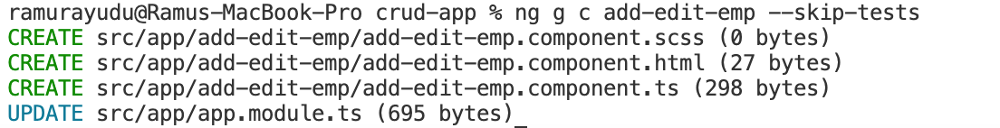 ramurayudu@Ramus-MacBook-Pro crud-app % ng g c add-edit-emp --skip-tests
CREATE src/app/add-edit-emp/add-edit-emp.component.scss (0 bytes)
CREATE src/app/add-edit-emp/add-edit-emp.component.html (27 bytes)
CREATE src/app/add-edit-emp/add-edit-emp.component.ts (298 bytes)
UPDATE src/app/app.module.ts (695 bytes)